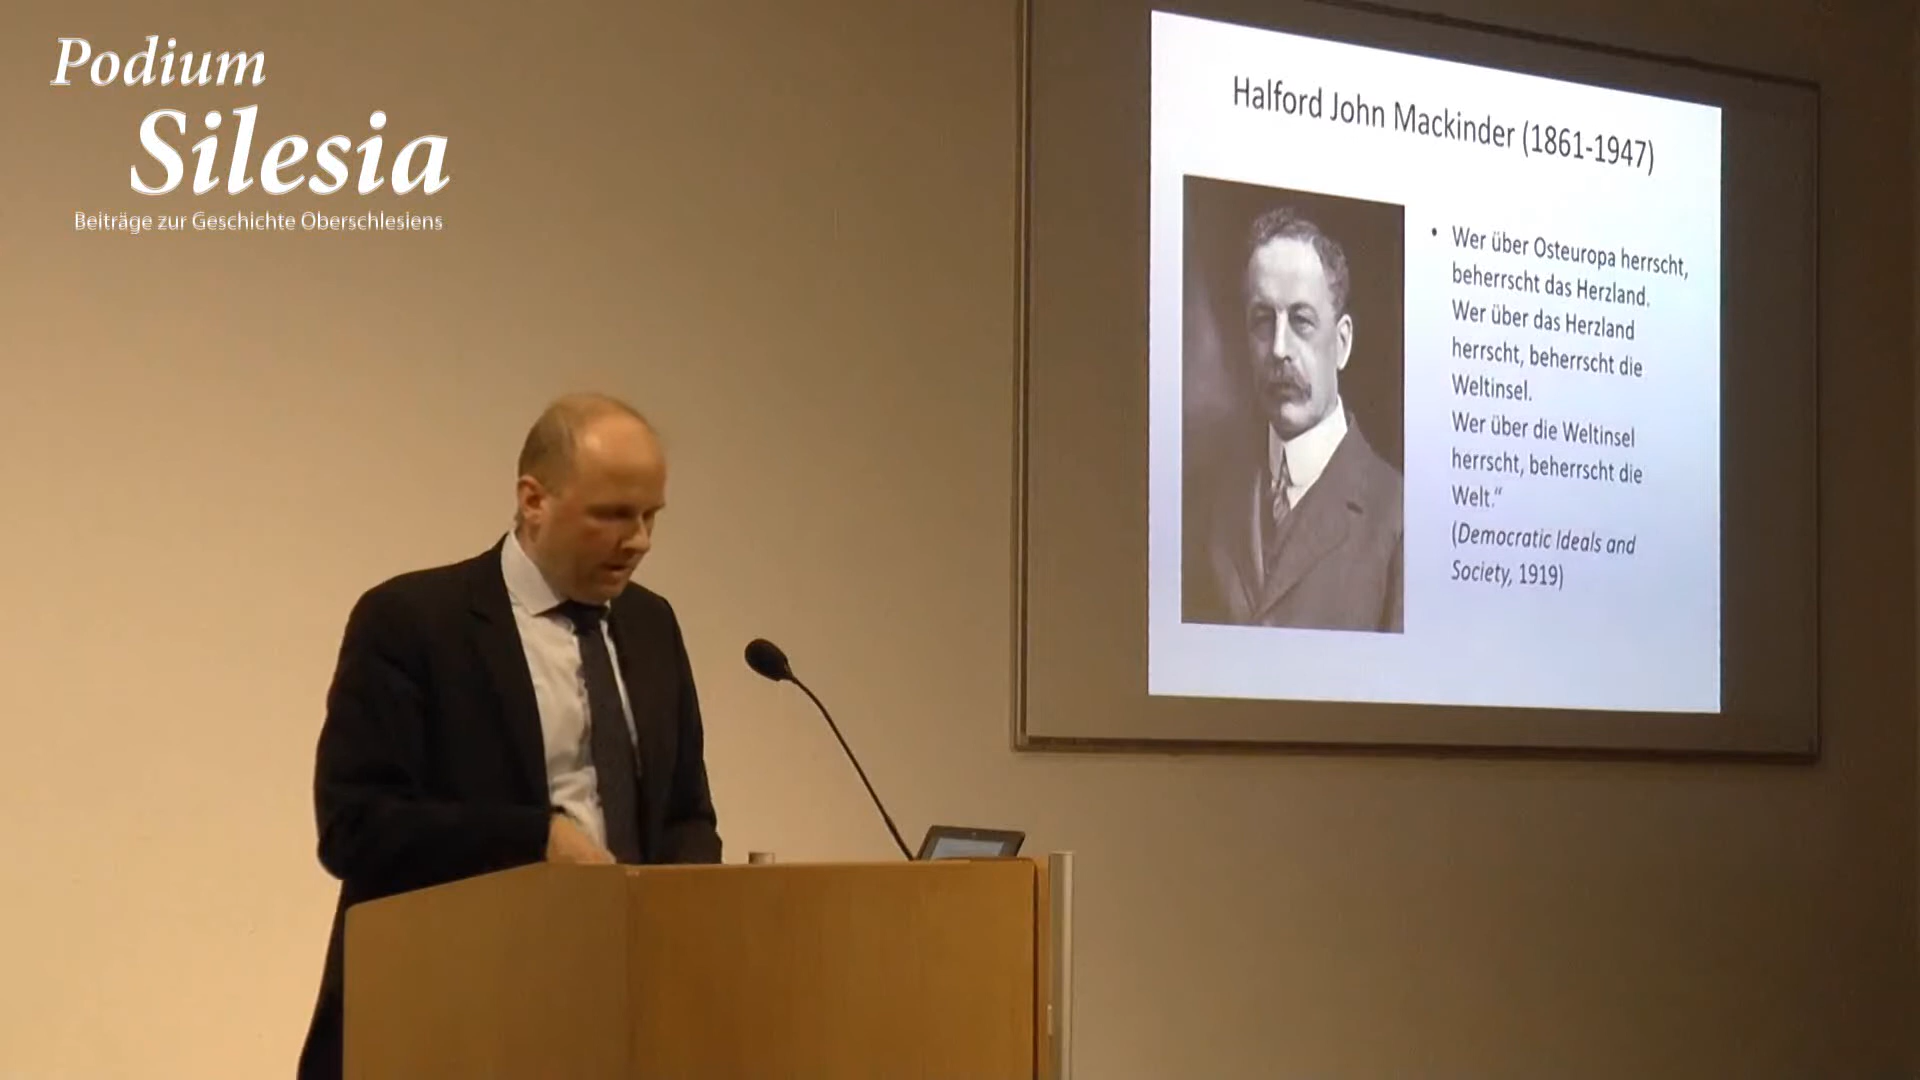 Podium
Silesia
Beiträge zur Geschichte Oberschlesiens
Halford John Mackinder (1861-1947)
• Wer über Osteuropa herrscht,
beherrscht das Herzland.
Wer über das Herzland
herrscht, beherrscht die
Weltinsel.
Wer über die Weltinsel
herrscht, beherrscht die
Welt.“
(Democratic Ideals and
Society, 1919)